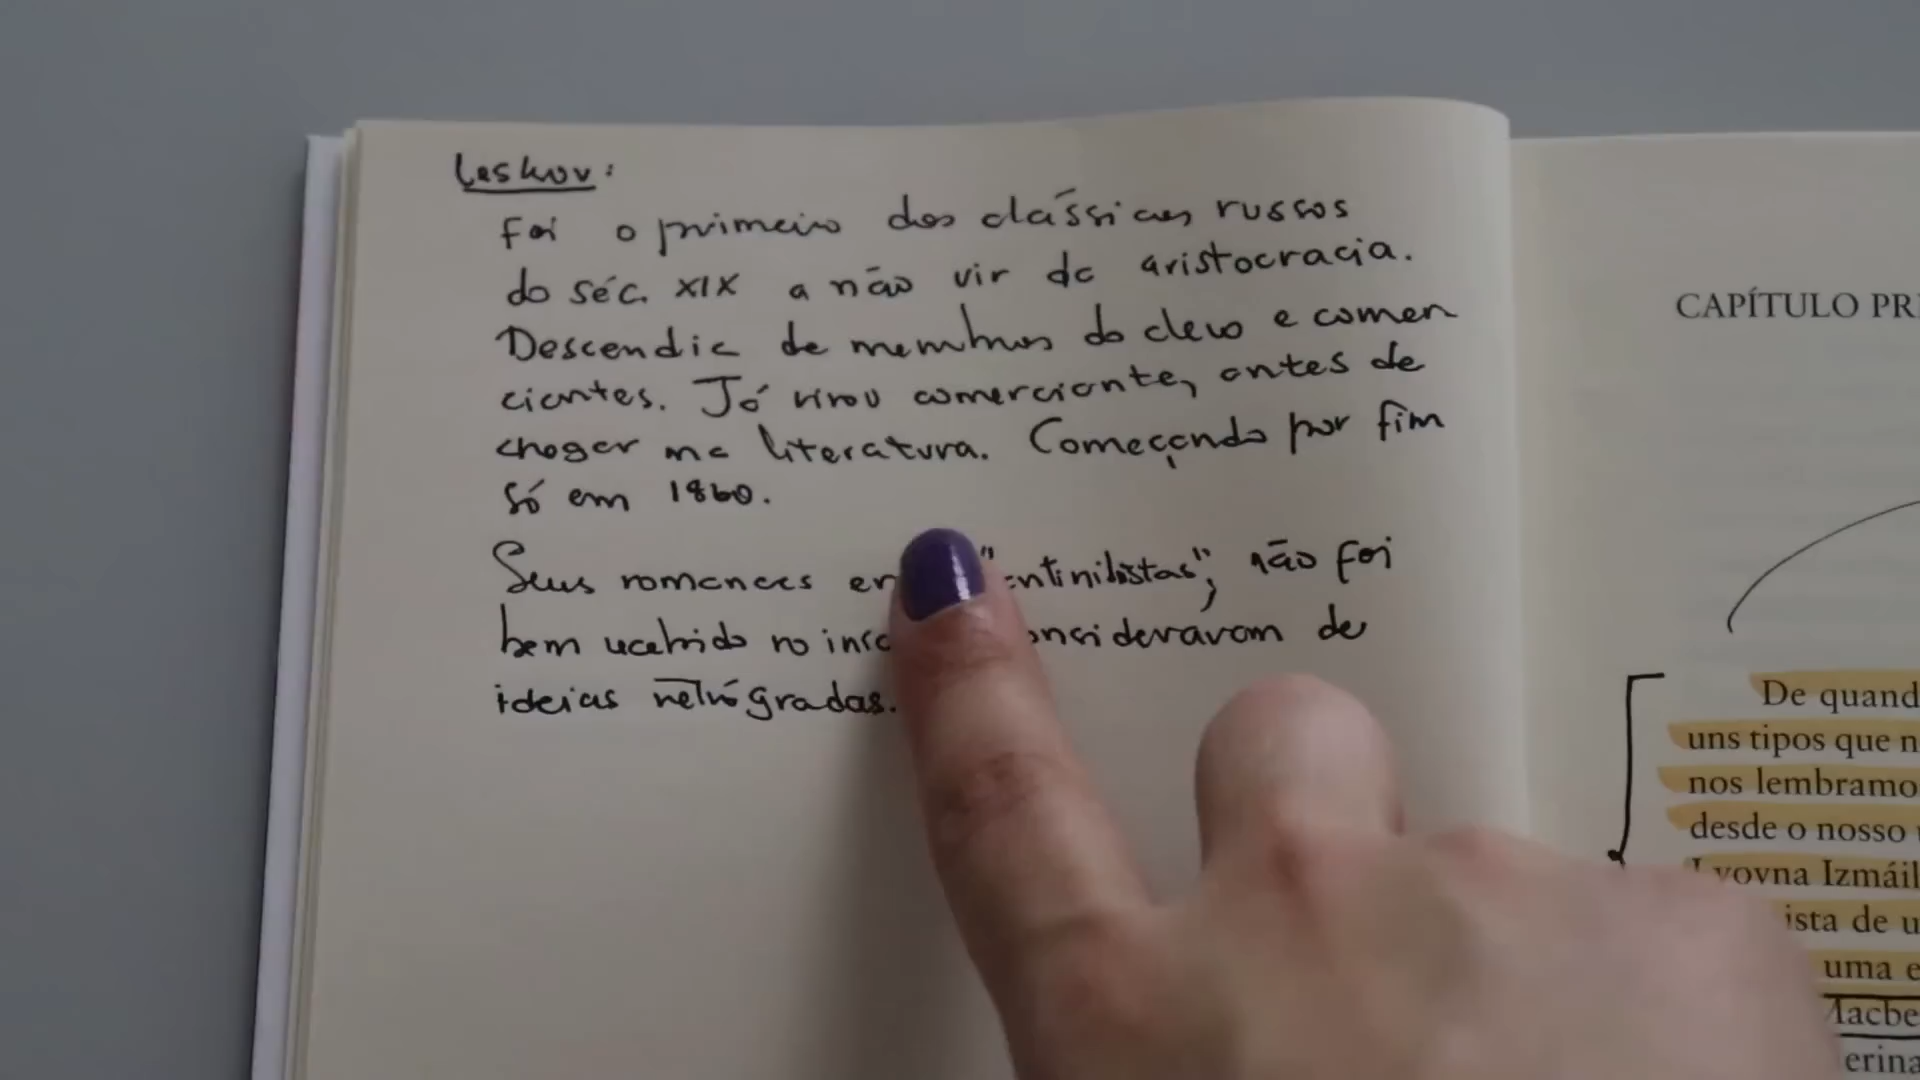 Leskov:
Foi o primeiro dos clássicos russos
do séc. XIX a não vir da aristocracia.
Descendia de membros do clero e comer
ciantes. Já virou comerciante, antes de
chegar na literatura. Começando por fim
só em 1860.
Seus romances "antiniilistas", não foi
bem recebido no consideravam de
ideias retrógradas.
CAPÍTULO PR
De quand
uns tipos que n
nos lembramo
desde o nosso
Lvovna Izmáil
ista de u
uma e
Macbe
erina